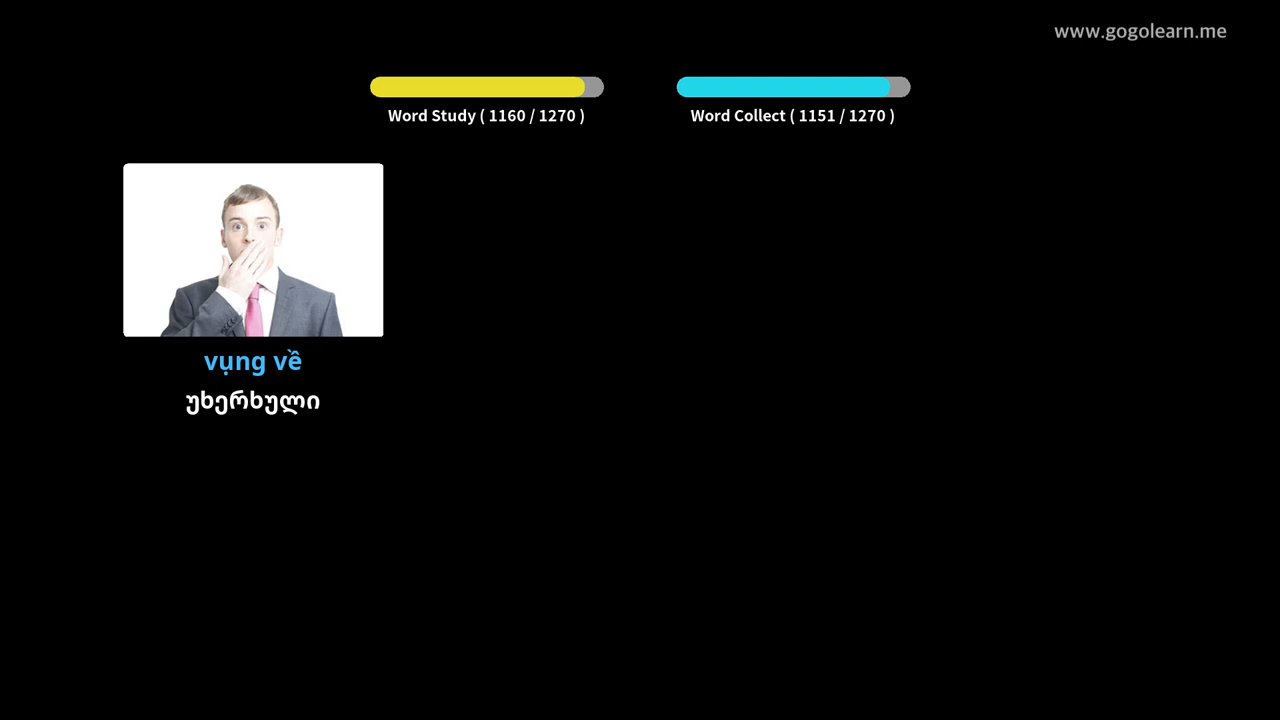 www.gogolearn.me
Word Study ( 1160 / 1270 )
Word Collect ( 1151 / 1270 )
vụng về
უხერხული